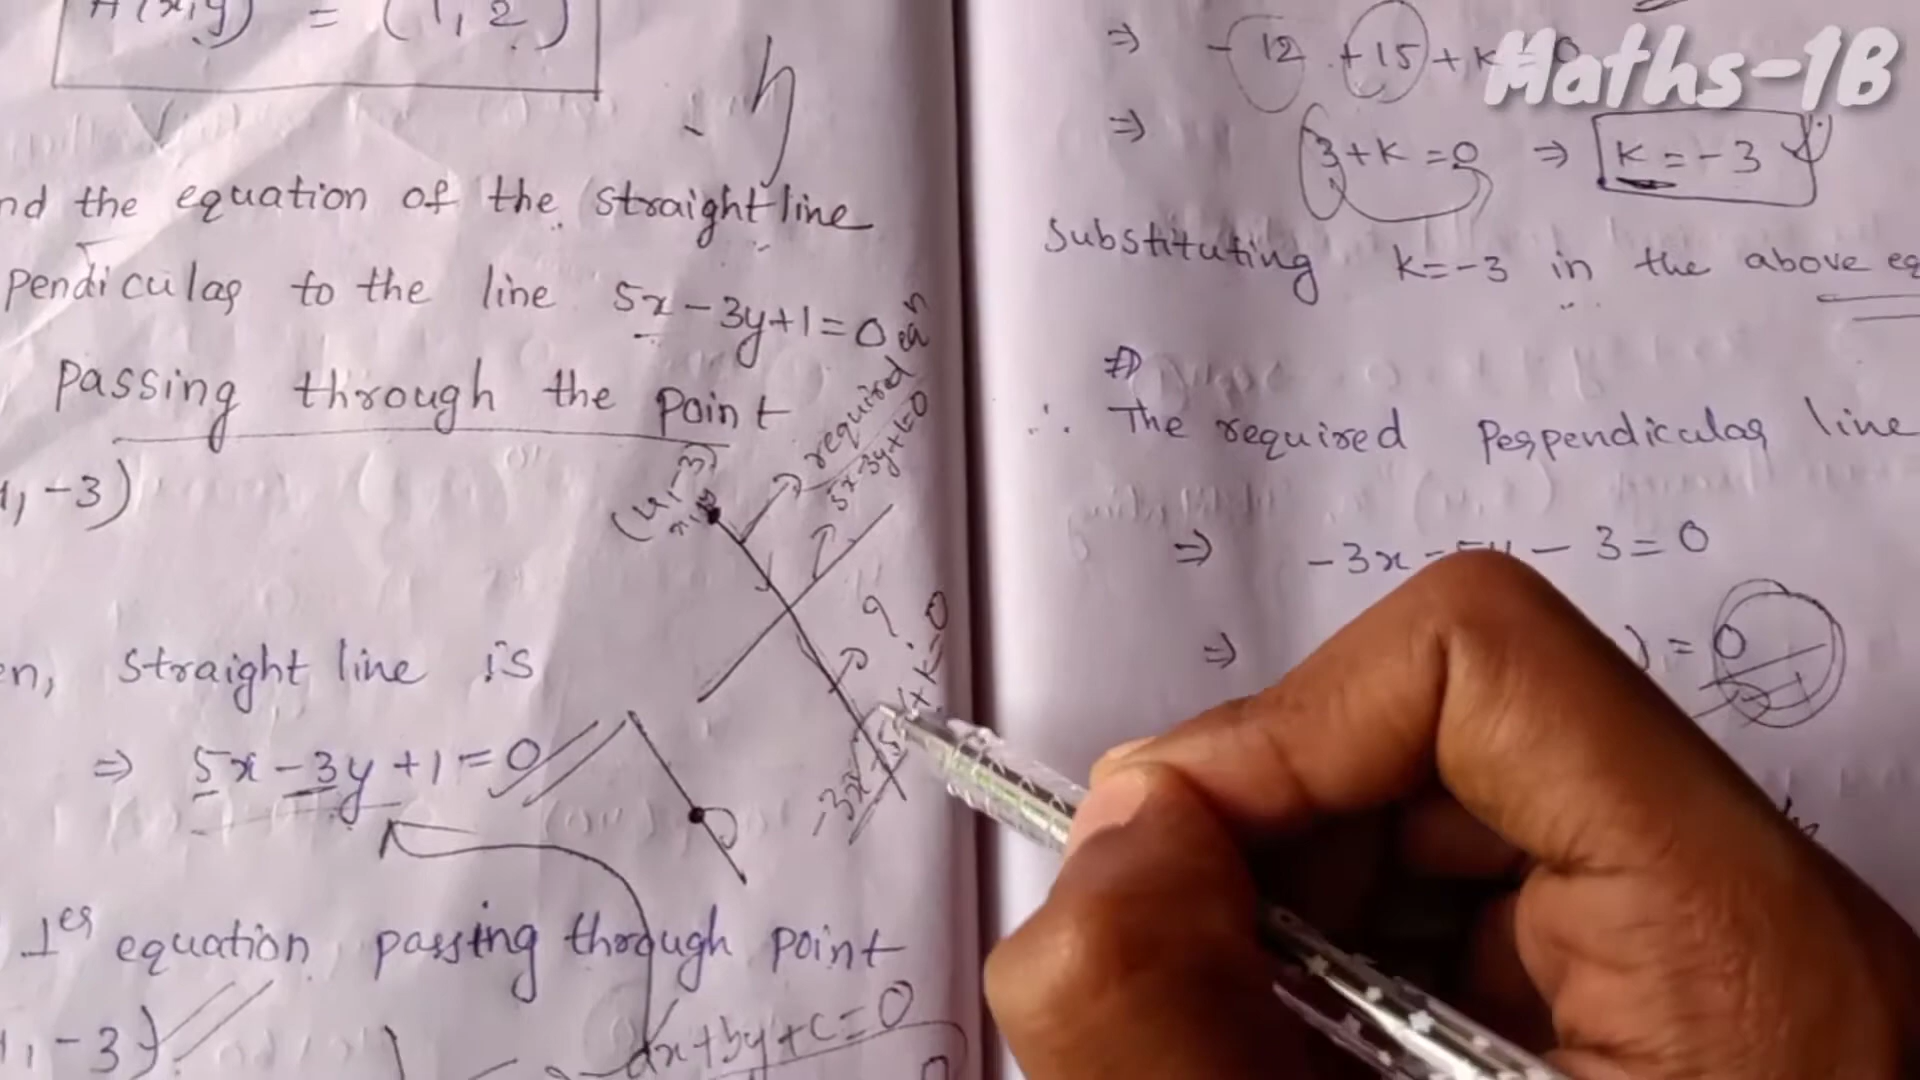 A(x,y) = (1, 2)
nd the equation of the straight line
pendicular to the line 5x - 3y + 1 = 0
passing through the point
, -3)
(4, -3)
required eqn
5x - 3y + k = 0
?
+ k = 0
en, straight line is
⇒ 5x - 3y + 1 = 0
⊥er equation passing through point
, -3)
ax + by + c = 0
Maths-1B
⇒ - 12 + 15 + k
⇒ 3 + k = 0 ⇒ k = -3
Substituting k = -3 in the above eq
∴ The required Perpendicular line
⇒ -3x - 5y - 3 = 0
⇒ ) = 0